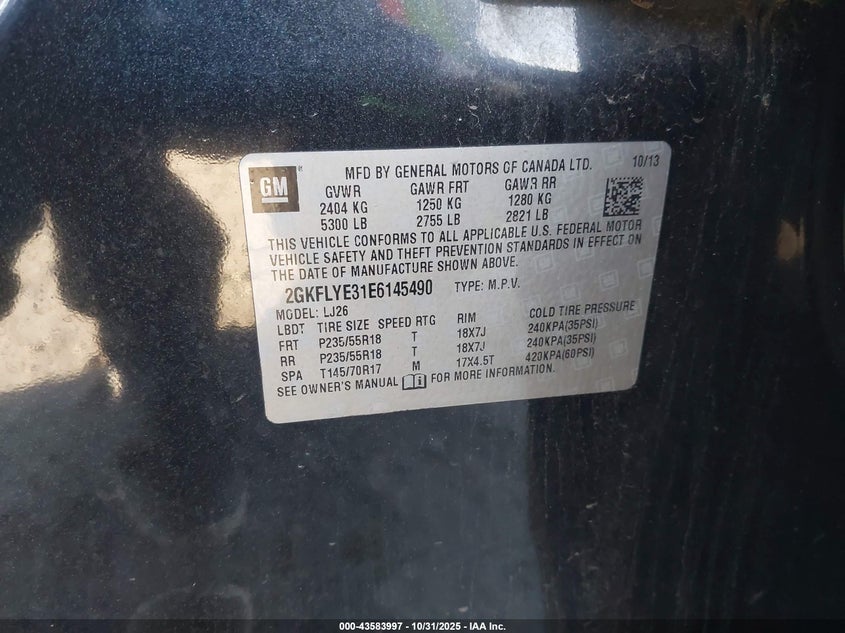 GM
MFD BY GENERAL MOTORS OF CANADA LTD. 10/13
GVWR GAWR FRT GAWR RR
2404 KG 1250 KG 1280 KG
5300 LB 2755 LB 2821 LB
THIS VEHICLE CONFORMS TO ALL APPLICABLE U.S. FEDERAL MOTOR
VEHICLE SAFETY AND THEFT PREVENTION STANDARDS IN EFFECT ON
THE DATE OF MANUFACTURE SHOWN ABOVE.
2GKFLYE31E6145490 TYPE: M.P.V.
MODEL: LJ26
LBDT TIRE SIZE SPEED RTG RIM COLD TIRE PRESSURE
FRT P235/55R18 T 18X7J 240KPA(35PSI)
RR P235/55R18 T 18X7J 240KPA(35PSI)
SPA T145/70R17 M 17X4.5T 420KPA(60PSI)
SEE OWNER'S MANUAL FOR MORE INFORMATION.
000-43583997 - 10/31/2025 - IAA Inc.